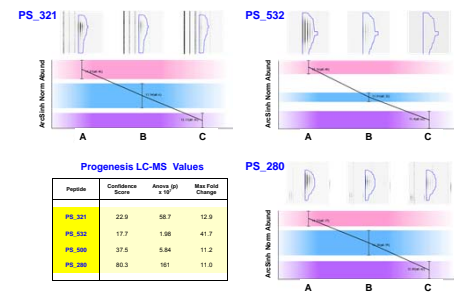 PS_321
ArcSinh Norm Abund
A B C
PS_532
ArcSinh Norm Abund
A B C
Progenesis LC-MS Values
Peptide Confidence Score Anova (p) x 10⁷ Max Fold Change
PS_321 22.9 58.7 12.9
PS_532 17.7 1.98 41.7
PS_500 37.5 5.84 11.2
PS_280 80.3 161 11.0
PS_280
ArcSinh Norm Abund
A B C